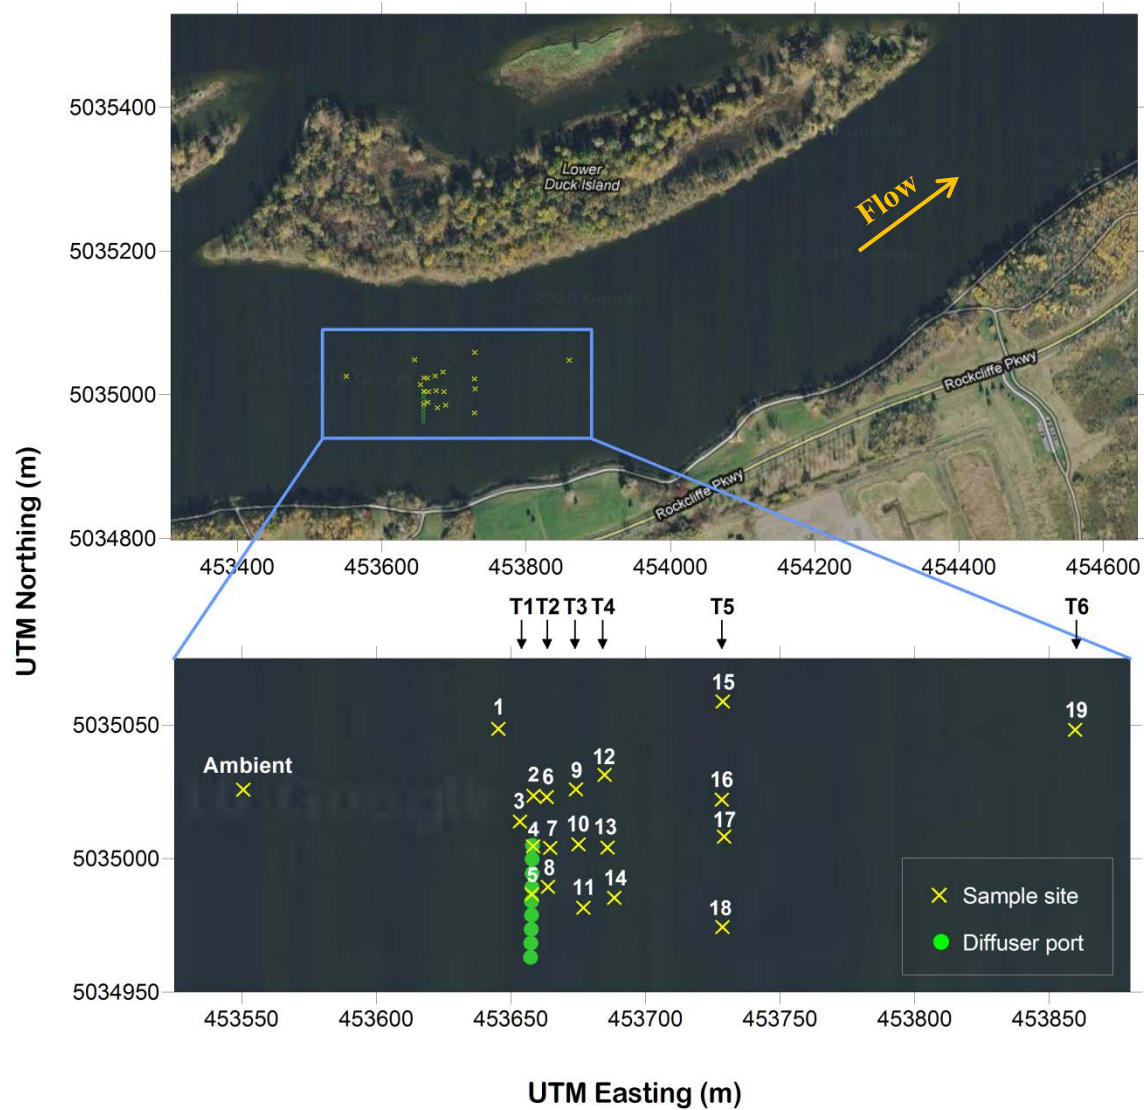 5035400
5035200
5035000
5034800
UTM Northing (m)
Lower
Duck Island
Flow
© 2010 Google
Rockcliffe Pkwy
Rockcliffe Pkwy
453400 453600 453800 454000 454200 454400 454600
T1 T2 T3 T4 T5 T6
15
1
19
12
Ambient
9
16
2 6
3
17
4 7 10 13
5 8
11 14
18
5035050
5035000
5034950
Sample site
Diffuser port
453550 453600 453650 453700 453750 453800 453850
UTM Easting (m)